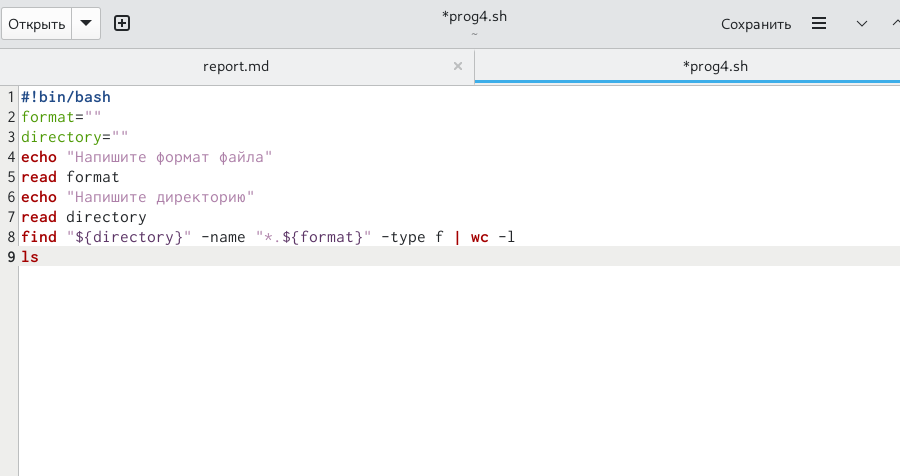 Открыть
*prog4.sh
~
Сохранить
report.md
*prog4.sh
1 #!bin/bash
2 format=""
3 directory=""
4 echo "Напишите формат файла"
5 read format
6 echo "Напишите директорию"
7 read directory
8 find "${directory}" -name "*.${format}" -type f | wc -l
9 ls